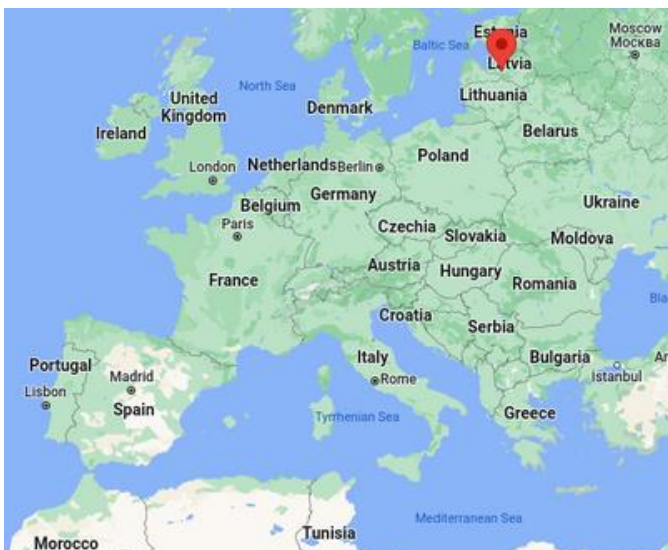 Estonia
Moscow
Москва
Baltic Sea
Latvia
North Sea
Lithuania
United
Kingdom
Denmark
Ireland
Belarus
Poland
London
Netherlands
Berlin
Germany
Belgium
Ukraine
Paris
Czechia
Slovakia
Moldova
Austria
Hungary
France
Romania
Croatia
Serbia
Italy
Bulgaria
Portugal
Madrid
Rome
Istanbul
An
Lisbon
Spain
Tyrrhenian Sea
Greece
Mediterranean Sea
Tunisia
Morocco
Bla